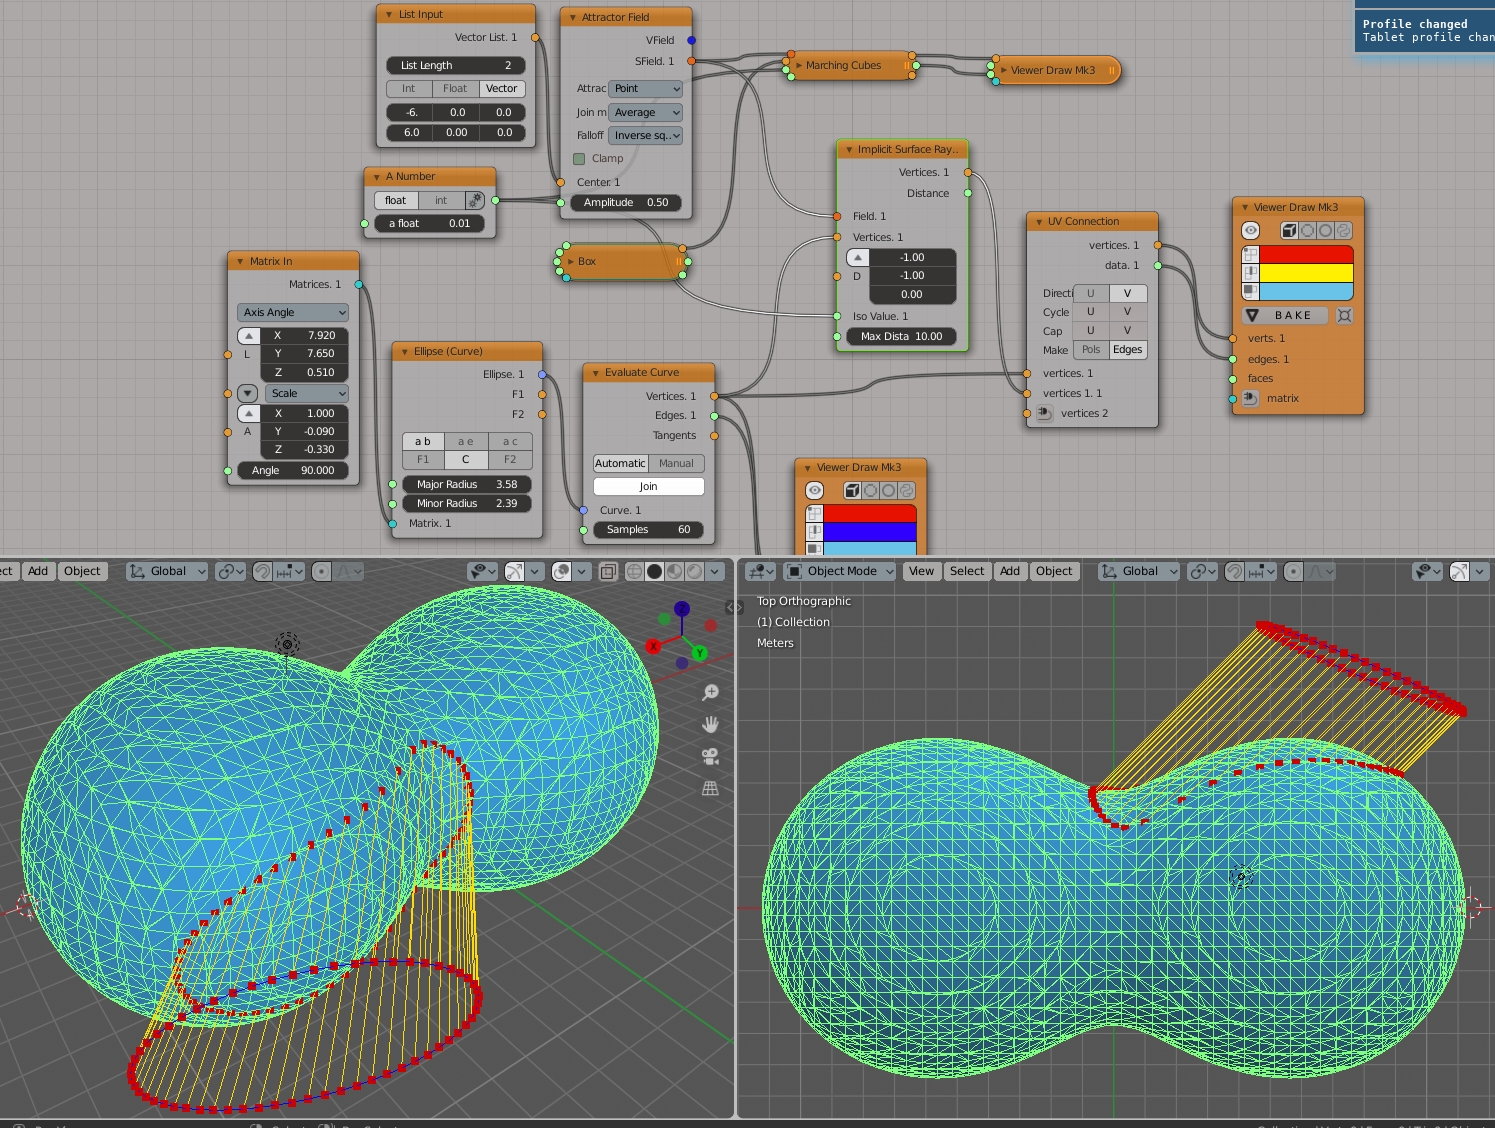 Profile changed
Tablet profile chan
List Input
Vector List. 1
List Length 2
Int Float Vector
-6. 0.0 0.0
6.0 0.00 0.0
Attractor Field
VField
SField. 1
Attrac Point
Join m Average
Falloff Inverse sq..
Clamp
Center. 1
Amplitude 0.50
Marching Cubes
Viewer Draw Mk3
A Number
float int
a float 0.01
Box
Implicit Surface Ray..
Vertices. 1
Distance
Field. 1
Vertices. 1
-1.00
D -1.00
0.00
Iso Value. 1
Max Dista 10.00
Matrix In
Matrices. 1
Axis Angle
X 7.920
L Y 7.650
Z 0.510
Scale
X 1.000
A Y -0.090
Z -0.330
Angle 90.000
Ellipse (Curve)
Ellipse. 1
F1
F2
a b a e a c
F1 C F2
Major Radius 3.58
Minor Radius 2.39
Matrix. 1
Evaluate Curve
Vertices. 1
Edges. 1
Tangents
Automatic Manual
Join
Curve. 1
Samples 60
UV Connection
vertices. 1
data. 1
Directi U V
Cycle U V
Cap U V
Make Pols Edges
vertices. 1
vertices 1. 1
vertices 2
Viewer Draw Mk3
BAKE
verts. 1
edges. 1
faces
matrix
Viewer Draw Mk3
ect Add Object Global
Z
X
Y
Object Mode View Select Add Object Global
Top Orthographic
(1) Collection
Meters